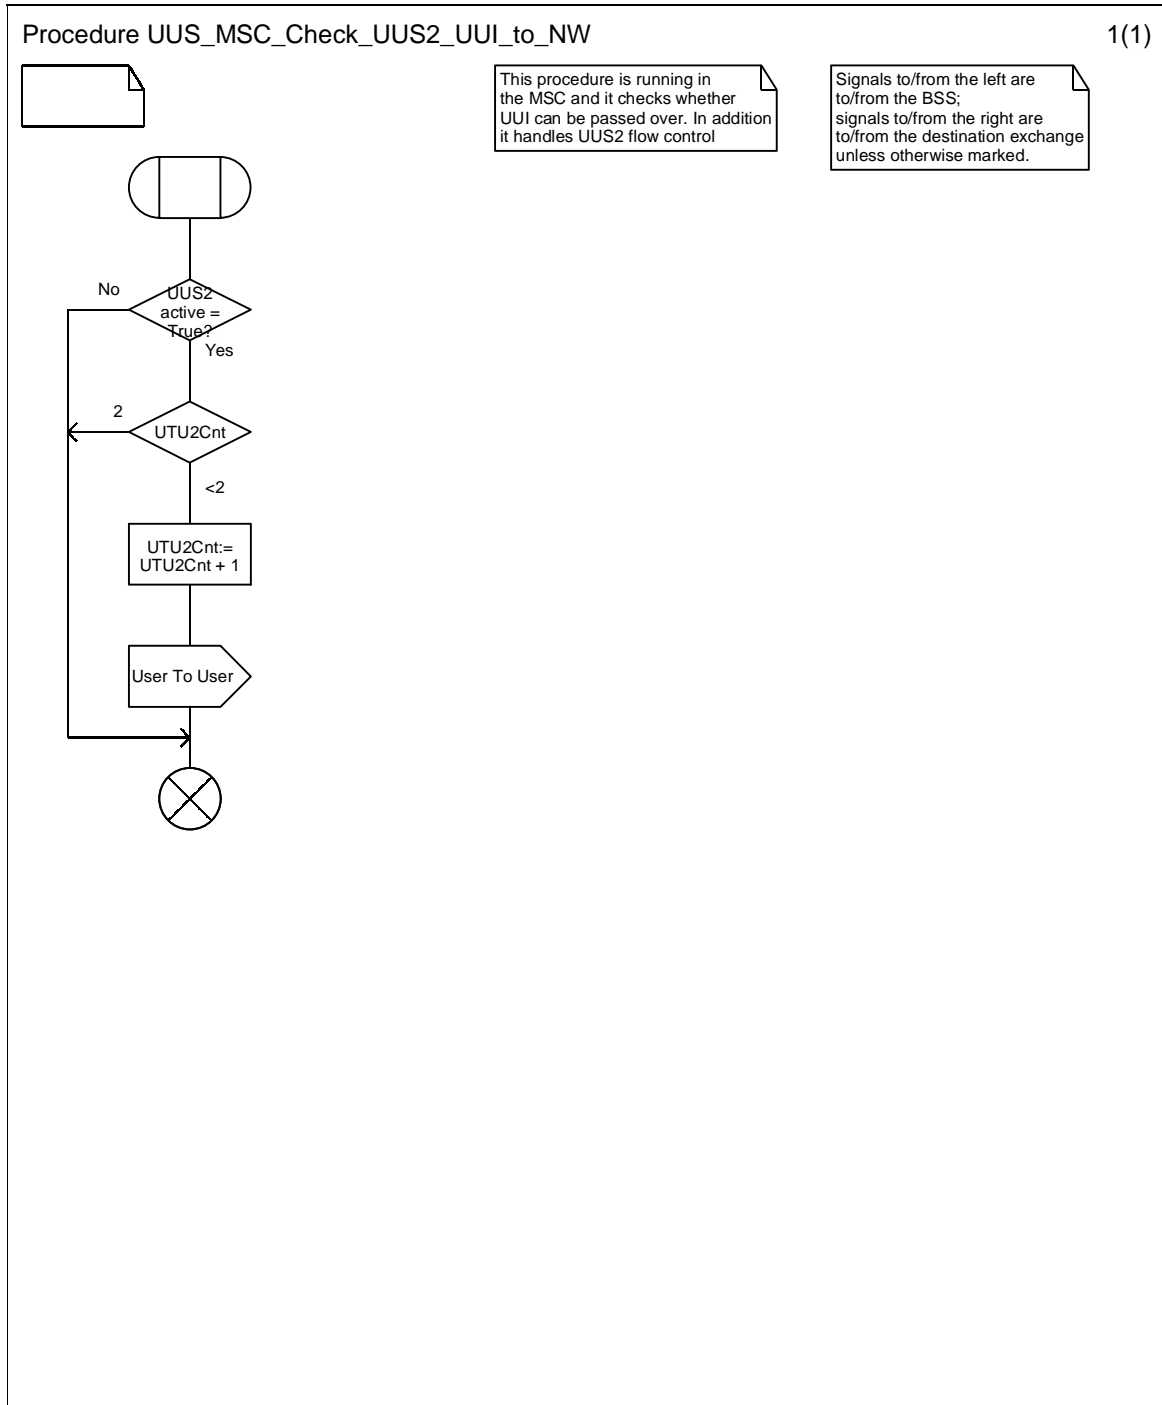 Procedure UUS_MSC_Check_UUS2_UUI_to_NW
1(1)
This procedure is running in
the MSC and it checks whether
UUI can be passed over. In addition
it handles UUS2 flow control
Signals to/from the left are
to/from the BSS;
signals to/from the right are
to/from the destination exchange
unless otherwise marked.
No
UUS2
active =
True?
Yes
2
UTU2Cnt
<2
UTU2Cnt:=
UTU2Cnt + 1
User To User